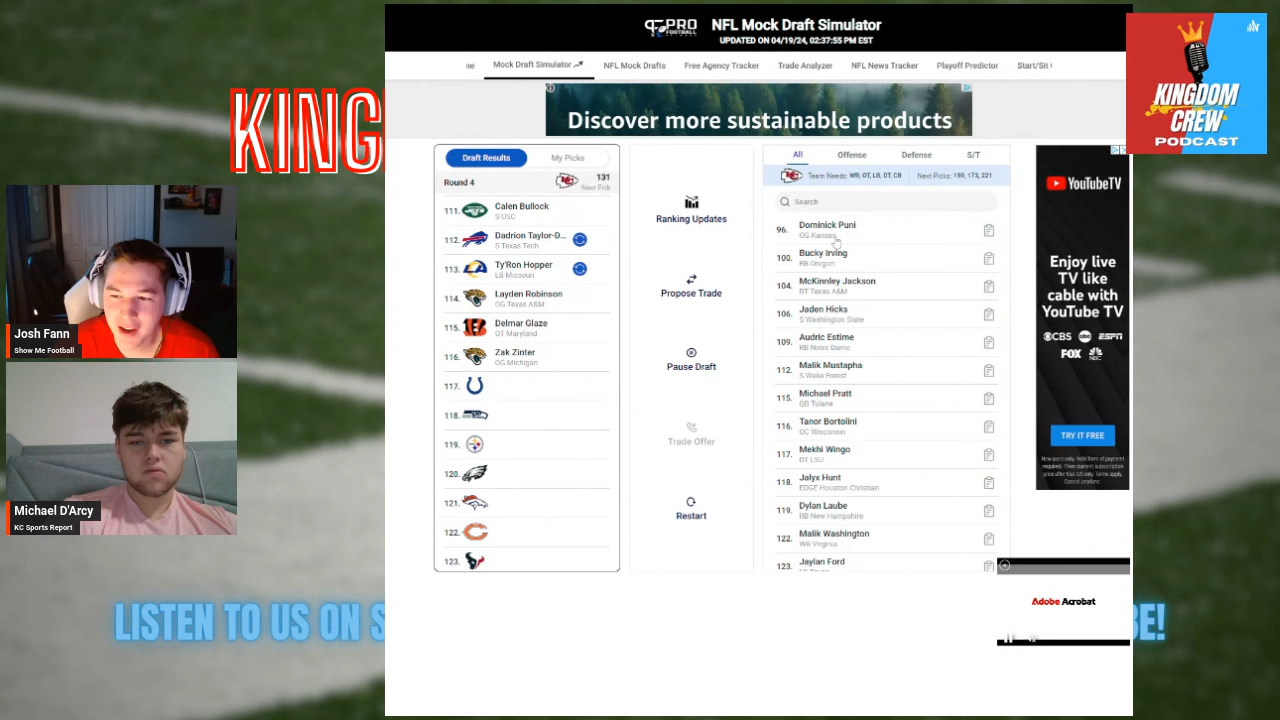 KING
Josh Fann
Show Me Football
Michael D'Arcy
KC Sports Report
LISTEN TO US ON S
BE!
PRO
FOOTBALL
NFL Mock Draft Simulator
UPDATED ON 04/19/24, 02:37:55 PM EST
me
Mock Draft Simulator
NFL Mock Drafts
Free Agency Tracker
Trade Analyzer
NFL News Tracker
Playoff Predictor
Start/Sit
Discover more sustainable products
Draft Results
My Picks
Round 4
131
Next Pick
111.
Calen Bullock
S USC
112.
Dadrion Taylor-D...
S Texas Tech
113.
Ty'Ron Hopper
LB Missouri
114.
Layden Robinson
OG Texas A&M
115.
Delmar Glaze
OT Maryland
116.
Zak Zinter
OG Michigan
117.
118.
119.
120.
121.
122.
123.
Ranking Updates
Propose Trade
Pause Draft
Trade Offer
Restart
All
Offense
Defense
S/T
Team Needs: WR, OT, LB, DT, CB
Next Picks: 159, 173, 221
Search
96.
Dominick Puni
OG Kansas
100.
Bucky Irving
RB Oregon
104.
McKinnley Jackson
DT Texas A&M
106.
Jaden Hicks
S Washington State
109.
Audric Estime
RB Notre Dame
112.
Malik Mustapha
S Wake Forest
115.
Michael Pratt
QB Tulane
116.
Tanor Bortolini
OC Wisconsin
117.
Mekhi Wingo
DT LSU
118.
Jalyx Hunt
EDGE Houston Christian
119.
Dylan Laube
RB New Hampshire
122.
Malik Washington
WR Virginia
123.
Jaylan Ford
YouTubeTV
Enjoy live
TV like
cable with
YouTube TV
CBS abc ESPN
FOX NBC
TRY IT FREE
Adobe Acrobat
KINGDOM
CREW
PODCAST